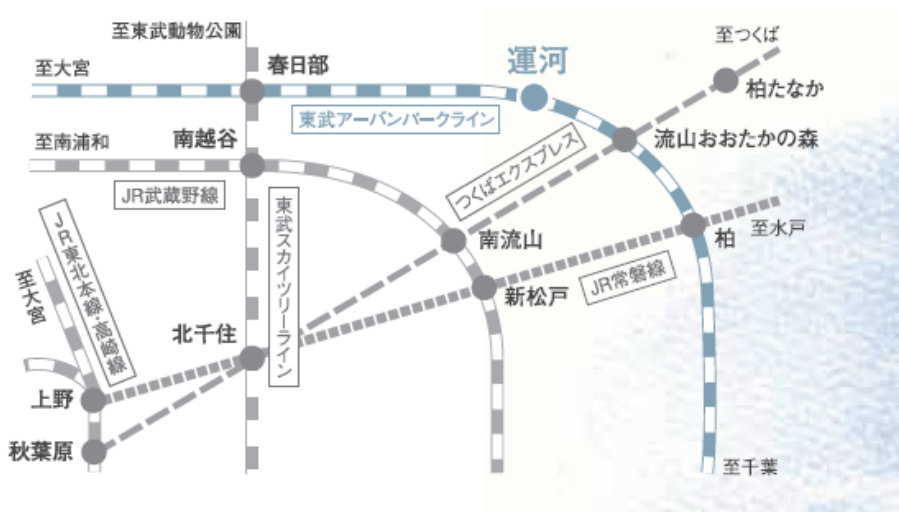 至東武動物公園
至つくば
至大宮
春日部
運河
柏たなか
東武アーバンパークライン
至南浦和
南越谷
流山おおたかの森
つくばエクスプレス
JR武蔵野線
東武スカイツリーライン
JR東北本線・高崎線
南流山
柏
至水戸
至大宮
新松戸
JR常磐線
北千住
上野
秋葉原
至千葉